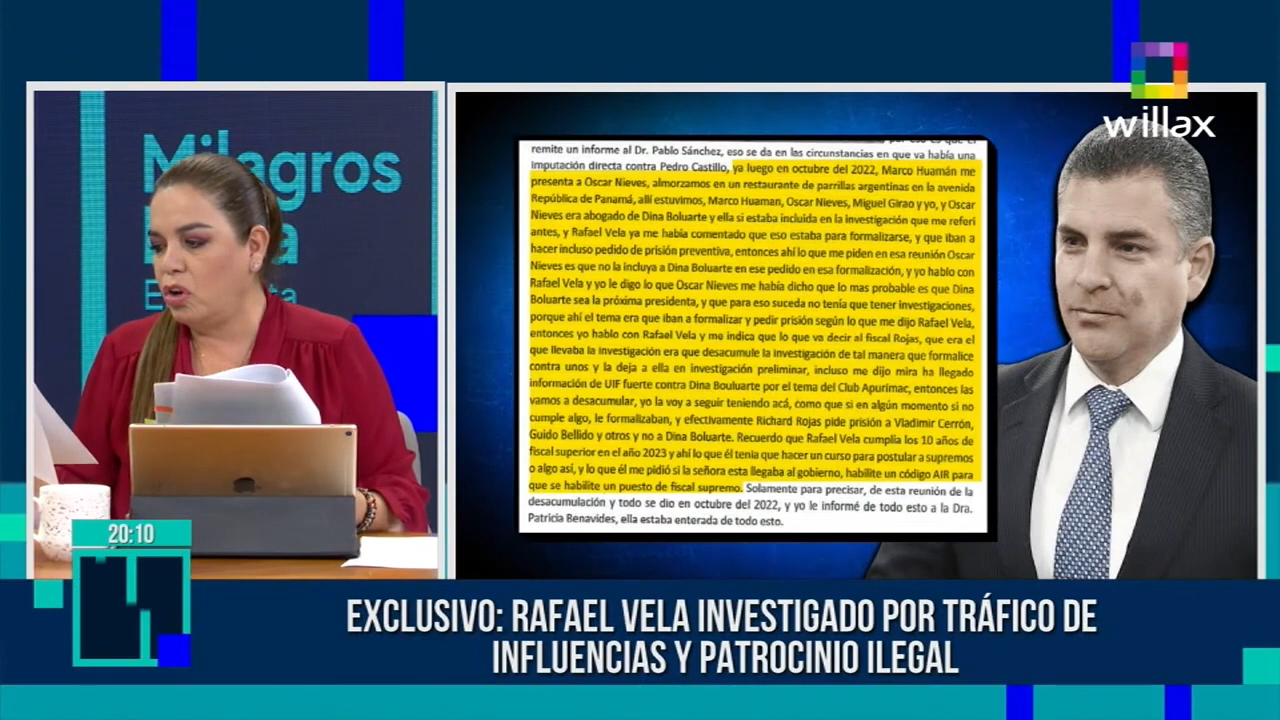 willax
Milagros
remite un informe al Dr. Pablo Sánchez, eso se da en las circunstancias en que va había una
imputación directa contra Pedro Castillo, ya luego en octubre del 2022, Marco Huamán me
presenta a Oscar Nieves, almorzamos en un restaurante de parrillas argentinas en la avenida
República de Panamá, allí estuvimos, Marco Huaman, Oscar Nieves, Miguel Girao y yo, y Oscar
Nieves era abogado de Dina Boluarte y ella si estaba incluida en la investigación que me referi
antes, y Rafael Vela ya me había comentado que eso estaba para formalizarse, y que iban a
hacer incluso pedido de prisión preventiva, entonces ahí lo que me piden en esa reunión Oscar
Nieves es que no la incluya a Dina Boluarte en ese pedido en esa formalización, y yo hablo con
Rafael Vela y yo le digo lo que Oscar Nieves me había dicho que lo mas probable es que Dina
Boluarte sea la próxima presidenta, y que para eso suceda no tenía que tener investigaciones,
porque ahí el tema era que iban a formalizar y pedir prisión según lo que me dijo Rafael Vela,
entonces yo hablo con Rafael Vela y me indica que lo que va decir al fiscal Rojas, que era el
que llevaba la investigación era que desacumule la investigación de tal manera que formalice
contra unos y la deja a ella en investigación preliminar, incluso me dijo mira ha llegado
información de UIF fuerte contra Dina Bouluarte por el tema del Club Apurímac, entonces las
vamos a desacumular, yo la voy a seguir teniendo acá, como que si en algún momento si no
cumple algo, le formalizaban, y efectivamente Richard Rojas pide prisión a Vladimir Cerrón,
Guido Bellido y otros y no a Dina Boluarte. Recuerdo que Rafael Vela cumplía los 10 años de
fiscal superior en el año 2023 y ahí lo que él tenia que hacer un curso para postular a supremos
o algo así, y lo que él me pidió si la señora esta llegaba al gobierno, habilite un código AIR para
que se habilite un puesto de fiscal supremo. Solamente para precisar, de esta reunión de la
desacumulación y todo se dio en octubre del 2022, y yo le informé de todo esto a la Dra.
Patricia Benavides, ella estaba enterada de todo esto.
20:10
EXCLUSIVO: RAFAEL VELA INVESTIGADO POR TRÁFICO DE
INFLUENCIAS Y PATROCINIO ILEGAL